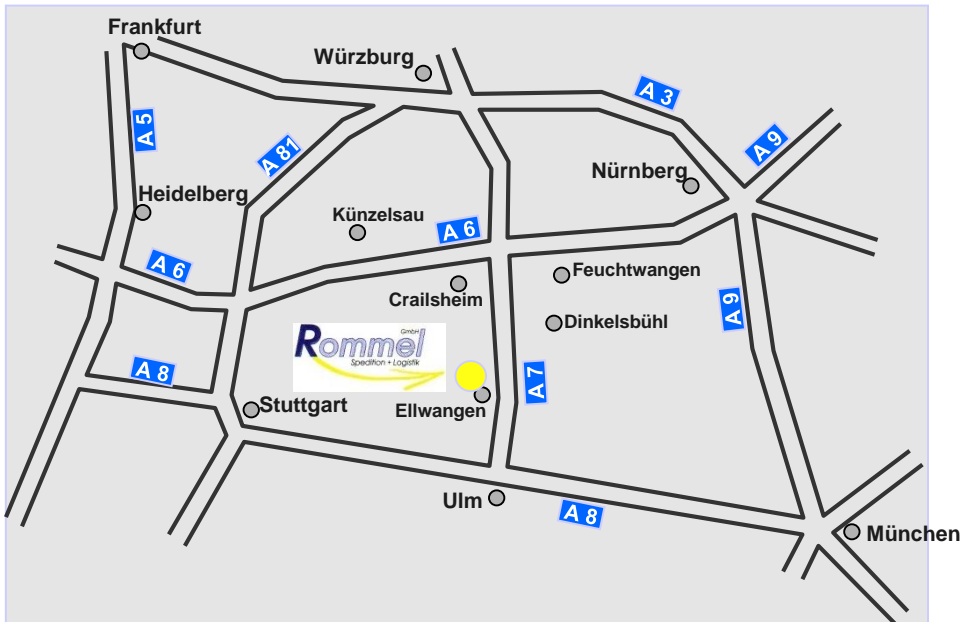 Frankfurt
Würzburg
A 3
A 5
A 81
A 9
Nürnberg
Heidelberg
Künzelsau
A 6
A 6
Feuchtwangen
Crailsheim
A 9
Dinkelsbühl
GmbH
Rommel
Spedition + Logistik
A 8
A 7
Stuttgart
Ellwangen
Ulm
A 8
München